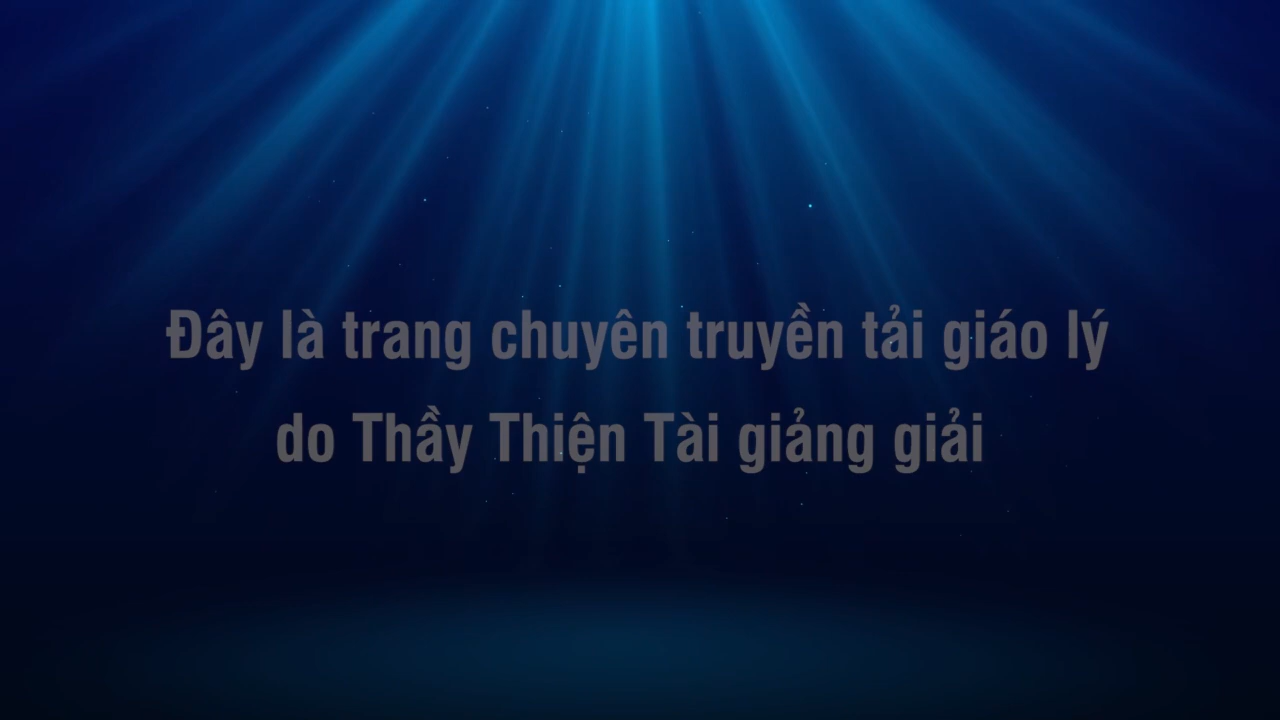 Đây là trang chuyên truyền tải giáo lý
do Thầy Thiện Tài giảng giải